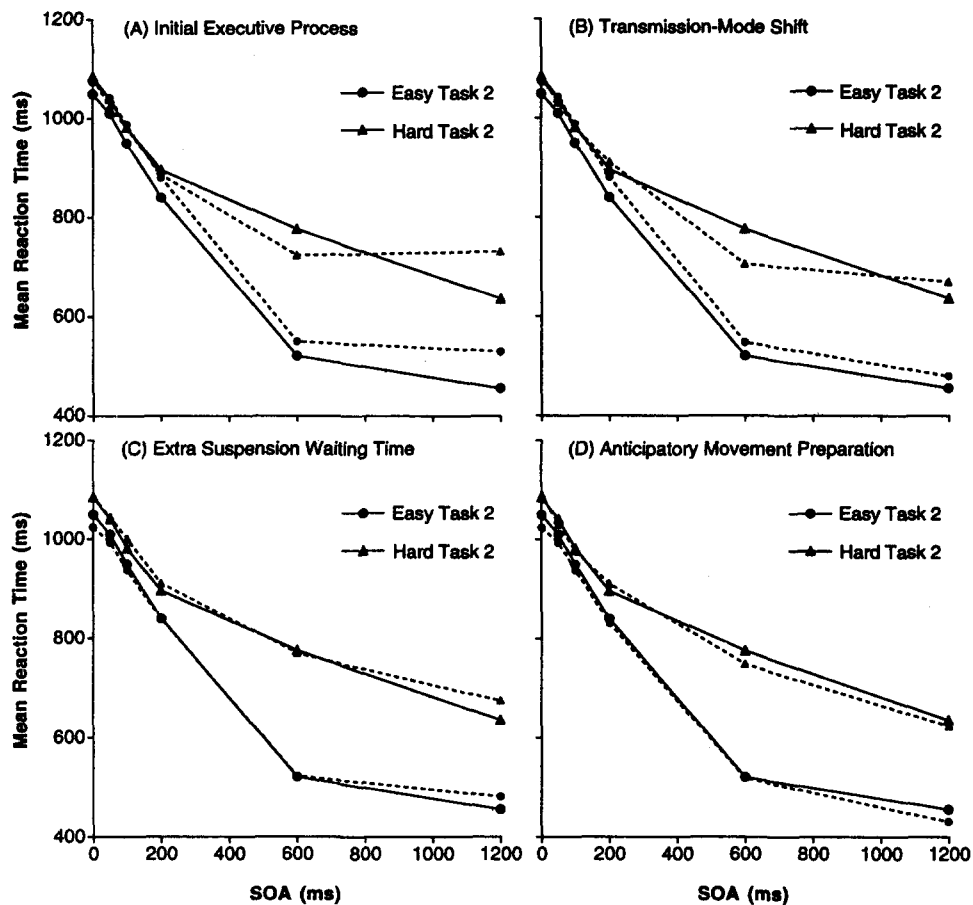 (A) Initial Executive Process
(B) Transmission-Mode Shift
1200
1000
800
600
400
Mean Reaction Time (ms)
Easy Task 2
Hard Task 2
Easy Task 2
Hard Task 2
(C) Extra Suspension Waiting Time
(D) Anticipatory Movement Preparation
1200
1000
800
600
400
Mean Reaction Time (ms)
Easy Task 2
Hard Task 2
Easy Task 2
Hard Task 2
0 200 400 600 800 1000 1200
0 200 400 600 800 1000 1200
SOA (ms)
SOA (ms)